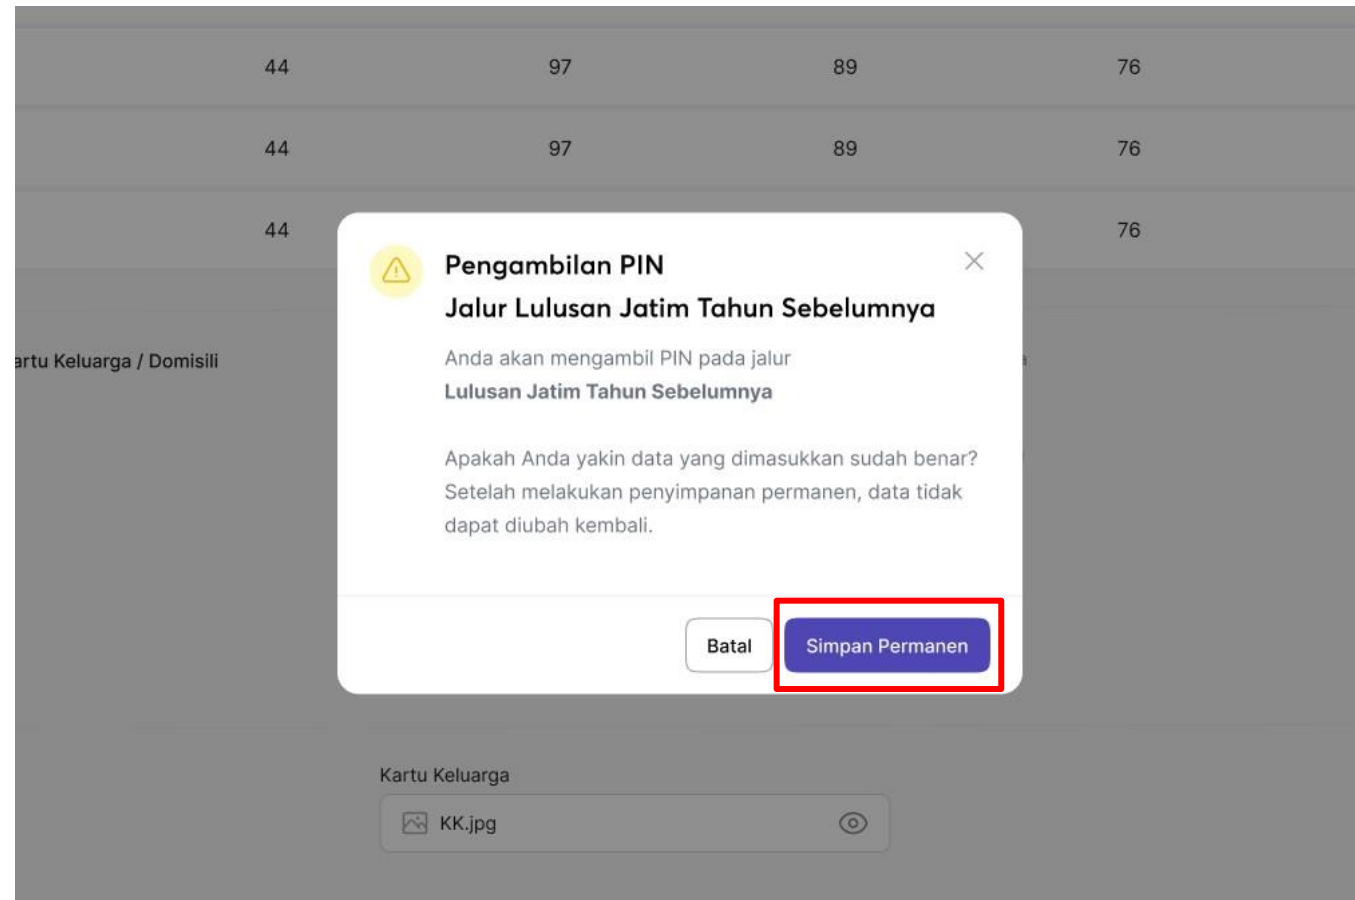 44 97 89 76
44 97 89 76
44 76
Pengambilan PIN
Jalur Lulusan Jatim Tahun Sebelumnya
Anda akan mengambil PIN pada jalur
Lulusan Jatim Tahun Sebelumnya
artu Keluarga / Domisili
Apakah Anda yakin data yang dimasukkan sudah benar?
Setelah melakukan penyimpanan permanen, data tidak
dapat diubah kembali.
Batal
Simpan Permanen
Kartu Keluarga
KK.jpg